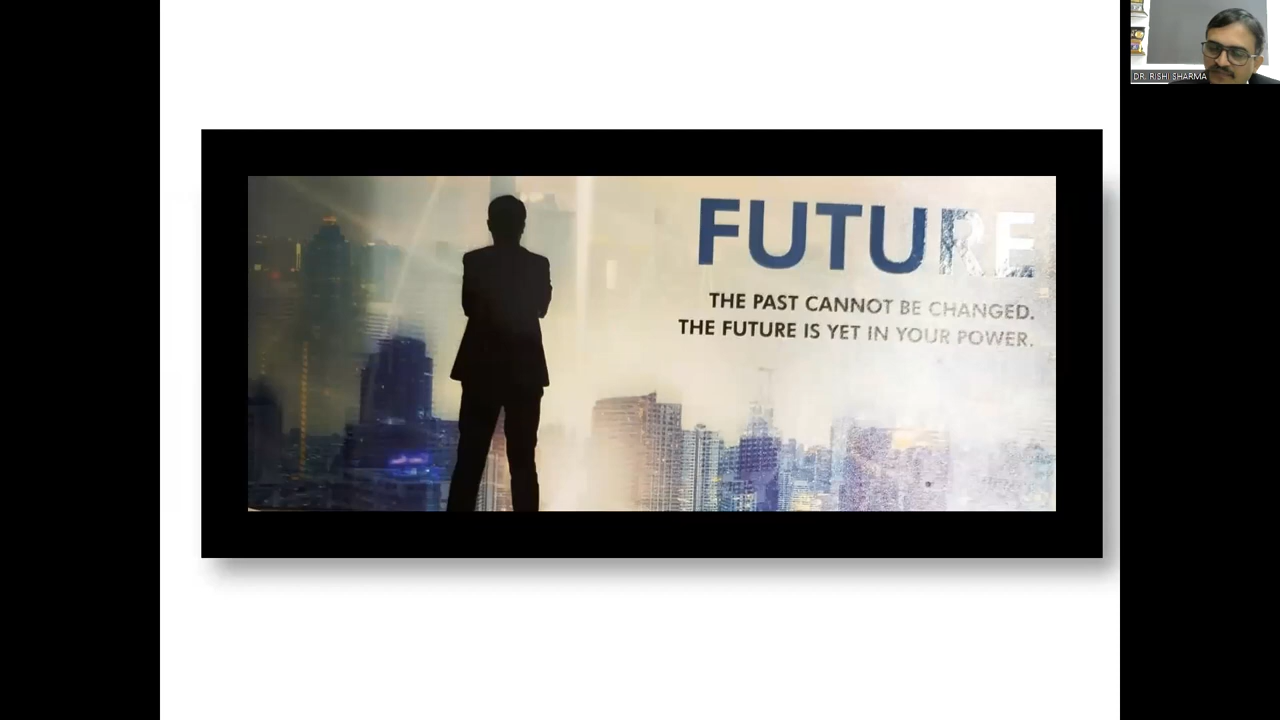 DR. RISHI SHARMA
FUTURE
THE PAST CANNOT BE CHANGED.
THE FUTURE IS YET IN YOUR POWER.